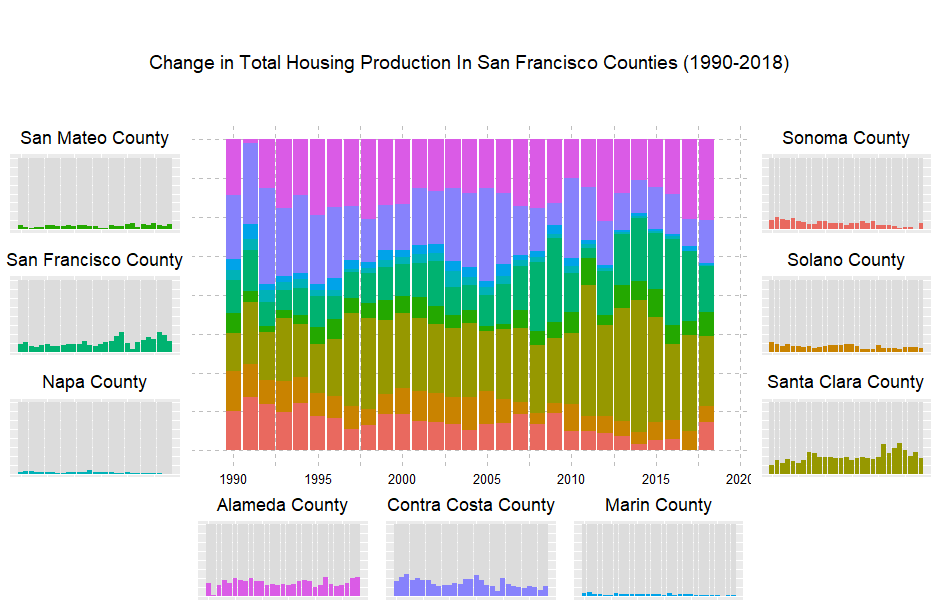 Change in Total Housing Production In San Francisco Counties (1990-2018)
San Mateo County
Sonoma County
San Francisco County
Solano County
Napa County
Santa Clara County
1990 1995 2000 2005 2010 2015 2020
Alameda County
Contra Costa County
Marin County